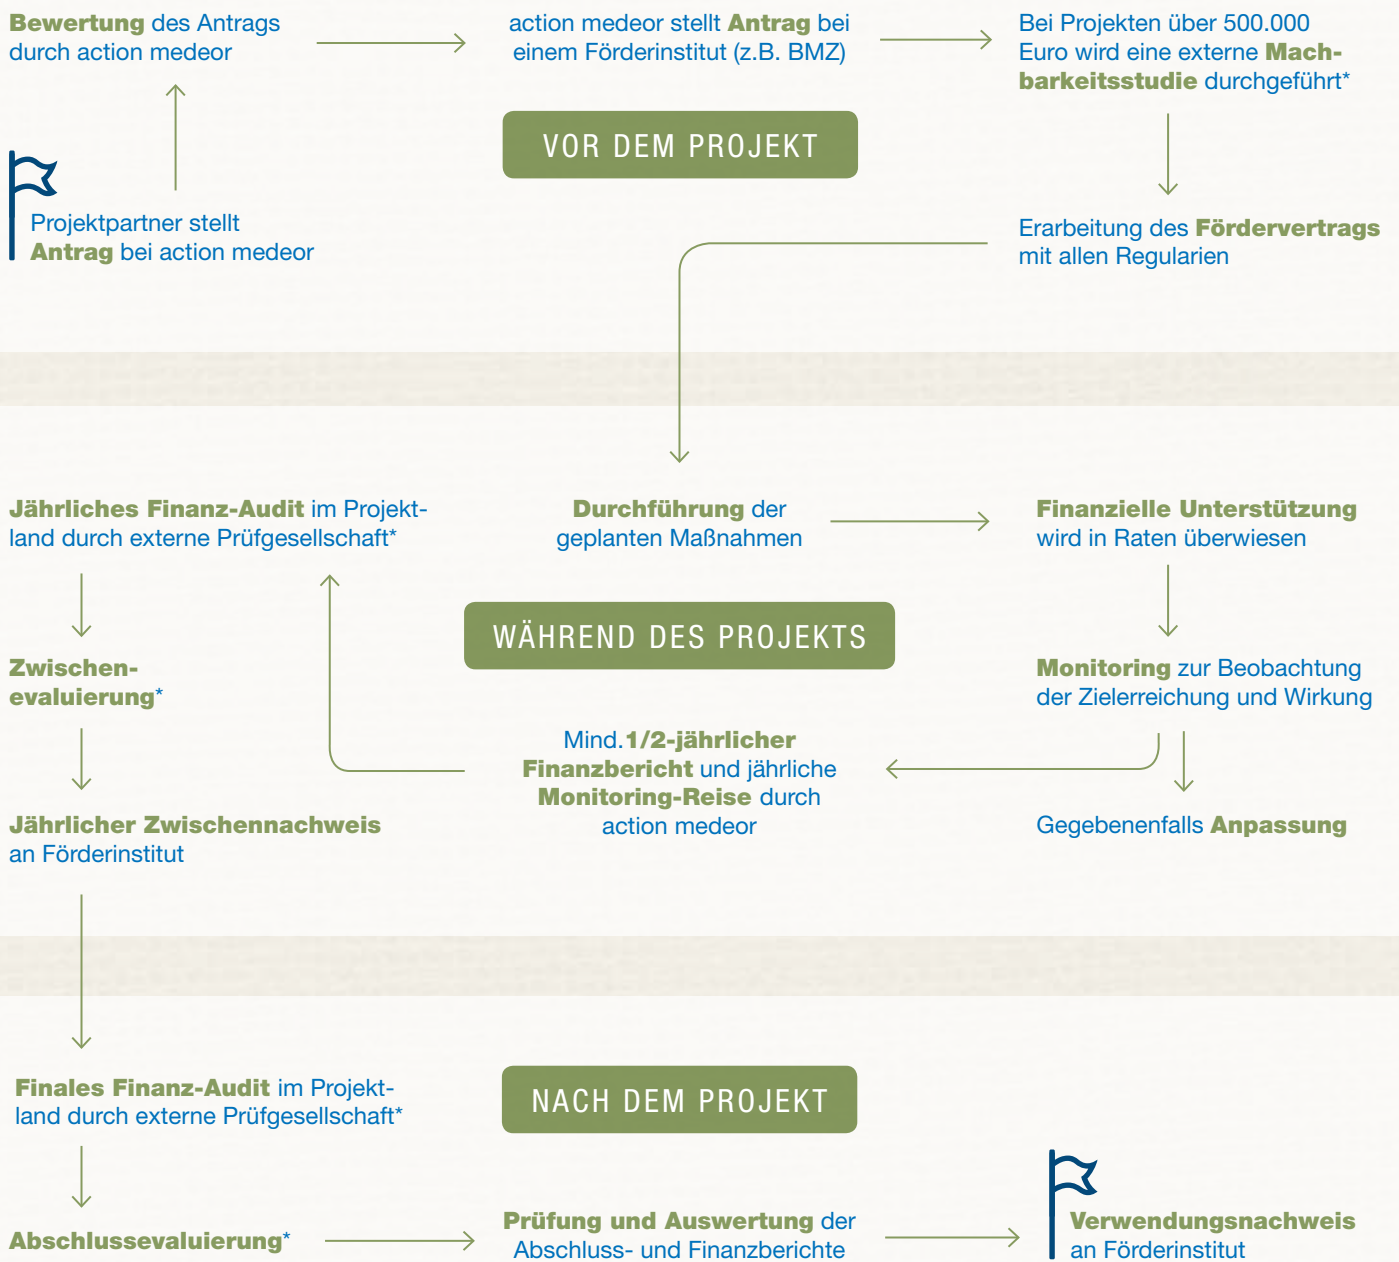 Bewertung des Antrags
durch action medeor
action medeor stellt Antrag bei
einem Förderinstitut (z.B. BMZ)
Bei Projekten über 500.000
Euro wird eine externe Mach-
barkeitsstudie durchgeführt*
VOR DEM PROJEKT
Projektpartner stellt
Antrag bei action medeor
Erarbeitung des Fördervertrags
mit allen Regularien
Jährliches Finanz-Audit im Projekt-
land durch externe Prüfgesellschaft*
Durchführung der
geplanten Maßnahmen
Finanzielle Unterstützung
wird in Raten überwiesen
WÄHREND DES PROJEKTS
Zwischen-
evaluierung*
Monitoring zur Beobachtung
der Zielerreichung und Wirkung
Mind.1/2-jährlicher
Finanzbericht und jährliche
Monitoring-Reise durch
action medeor
Jährlicher Zwischennachweis
an Förderinstitut
Gegebenenfalls Anpassung
Finales Finanz-Audit im Projekt-
land durch externe Prüfgesellschaft*
NACH DEM PROJEKT
Abschlussevaluierung*
Prüfung und Auswertung der
Abschluss- und Finanzberichte
Verwendungsnachweis
an Förderinstitut